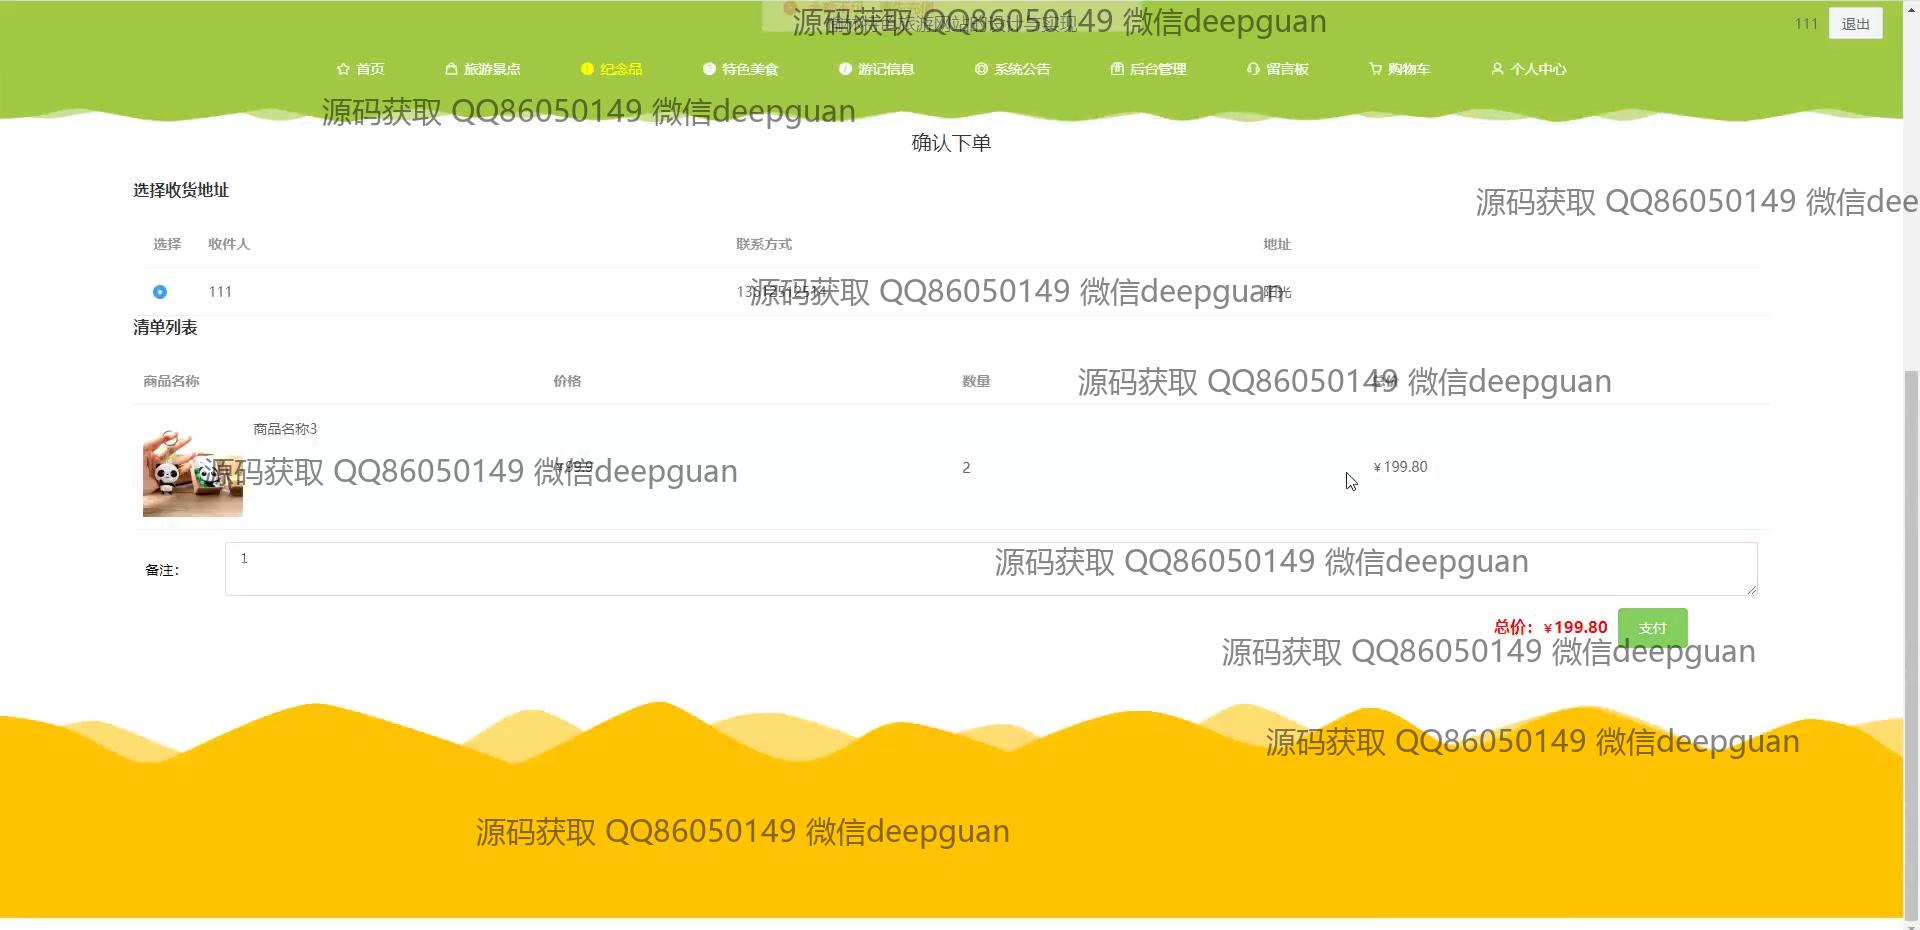 源码获取 QQ86050149 微信deepguan
111 退出
首页 旅游景点 纪念品 特色美食 游记信息 系统公告 后台管理 留言板 购物车 个人中心
源码获取 QQ86050149 微信deepguan
确认下单
选择收货地址
源码获取 QQ86050149 微信dee
选择 收件人 联系方式 地址
111
源码获取 QQ86050149 微信deepguan
清单列表
商品名称 价格 数量
源码获取 QQ86050149 微信deepguan
商品名称3
源码获取 QQ86050149 微信deepguan
¥99.9 2 ¥199.80
备注: 1
源码获取 QQ86050149 微信deepguan
总价: ¥199.80 支付
源码获取 QQ86050149 微信deepguan
源码获取 QQ86050149 微信deepguan
源码获取 QQ86050149 微信deepguan